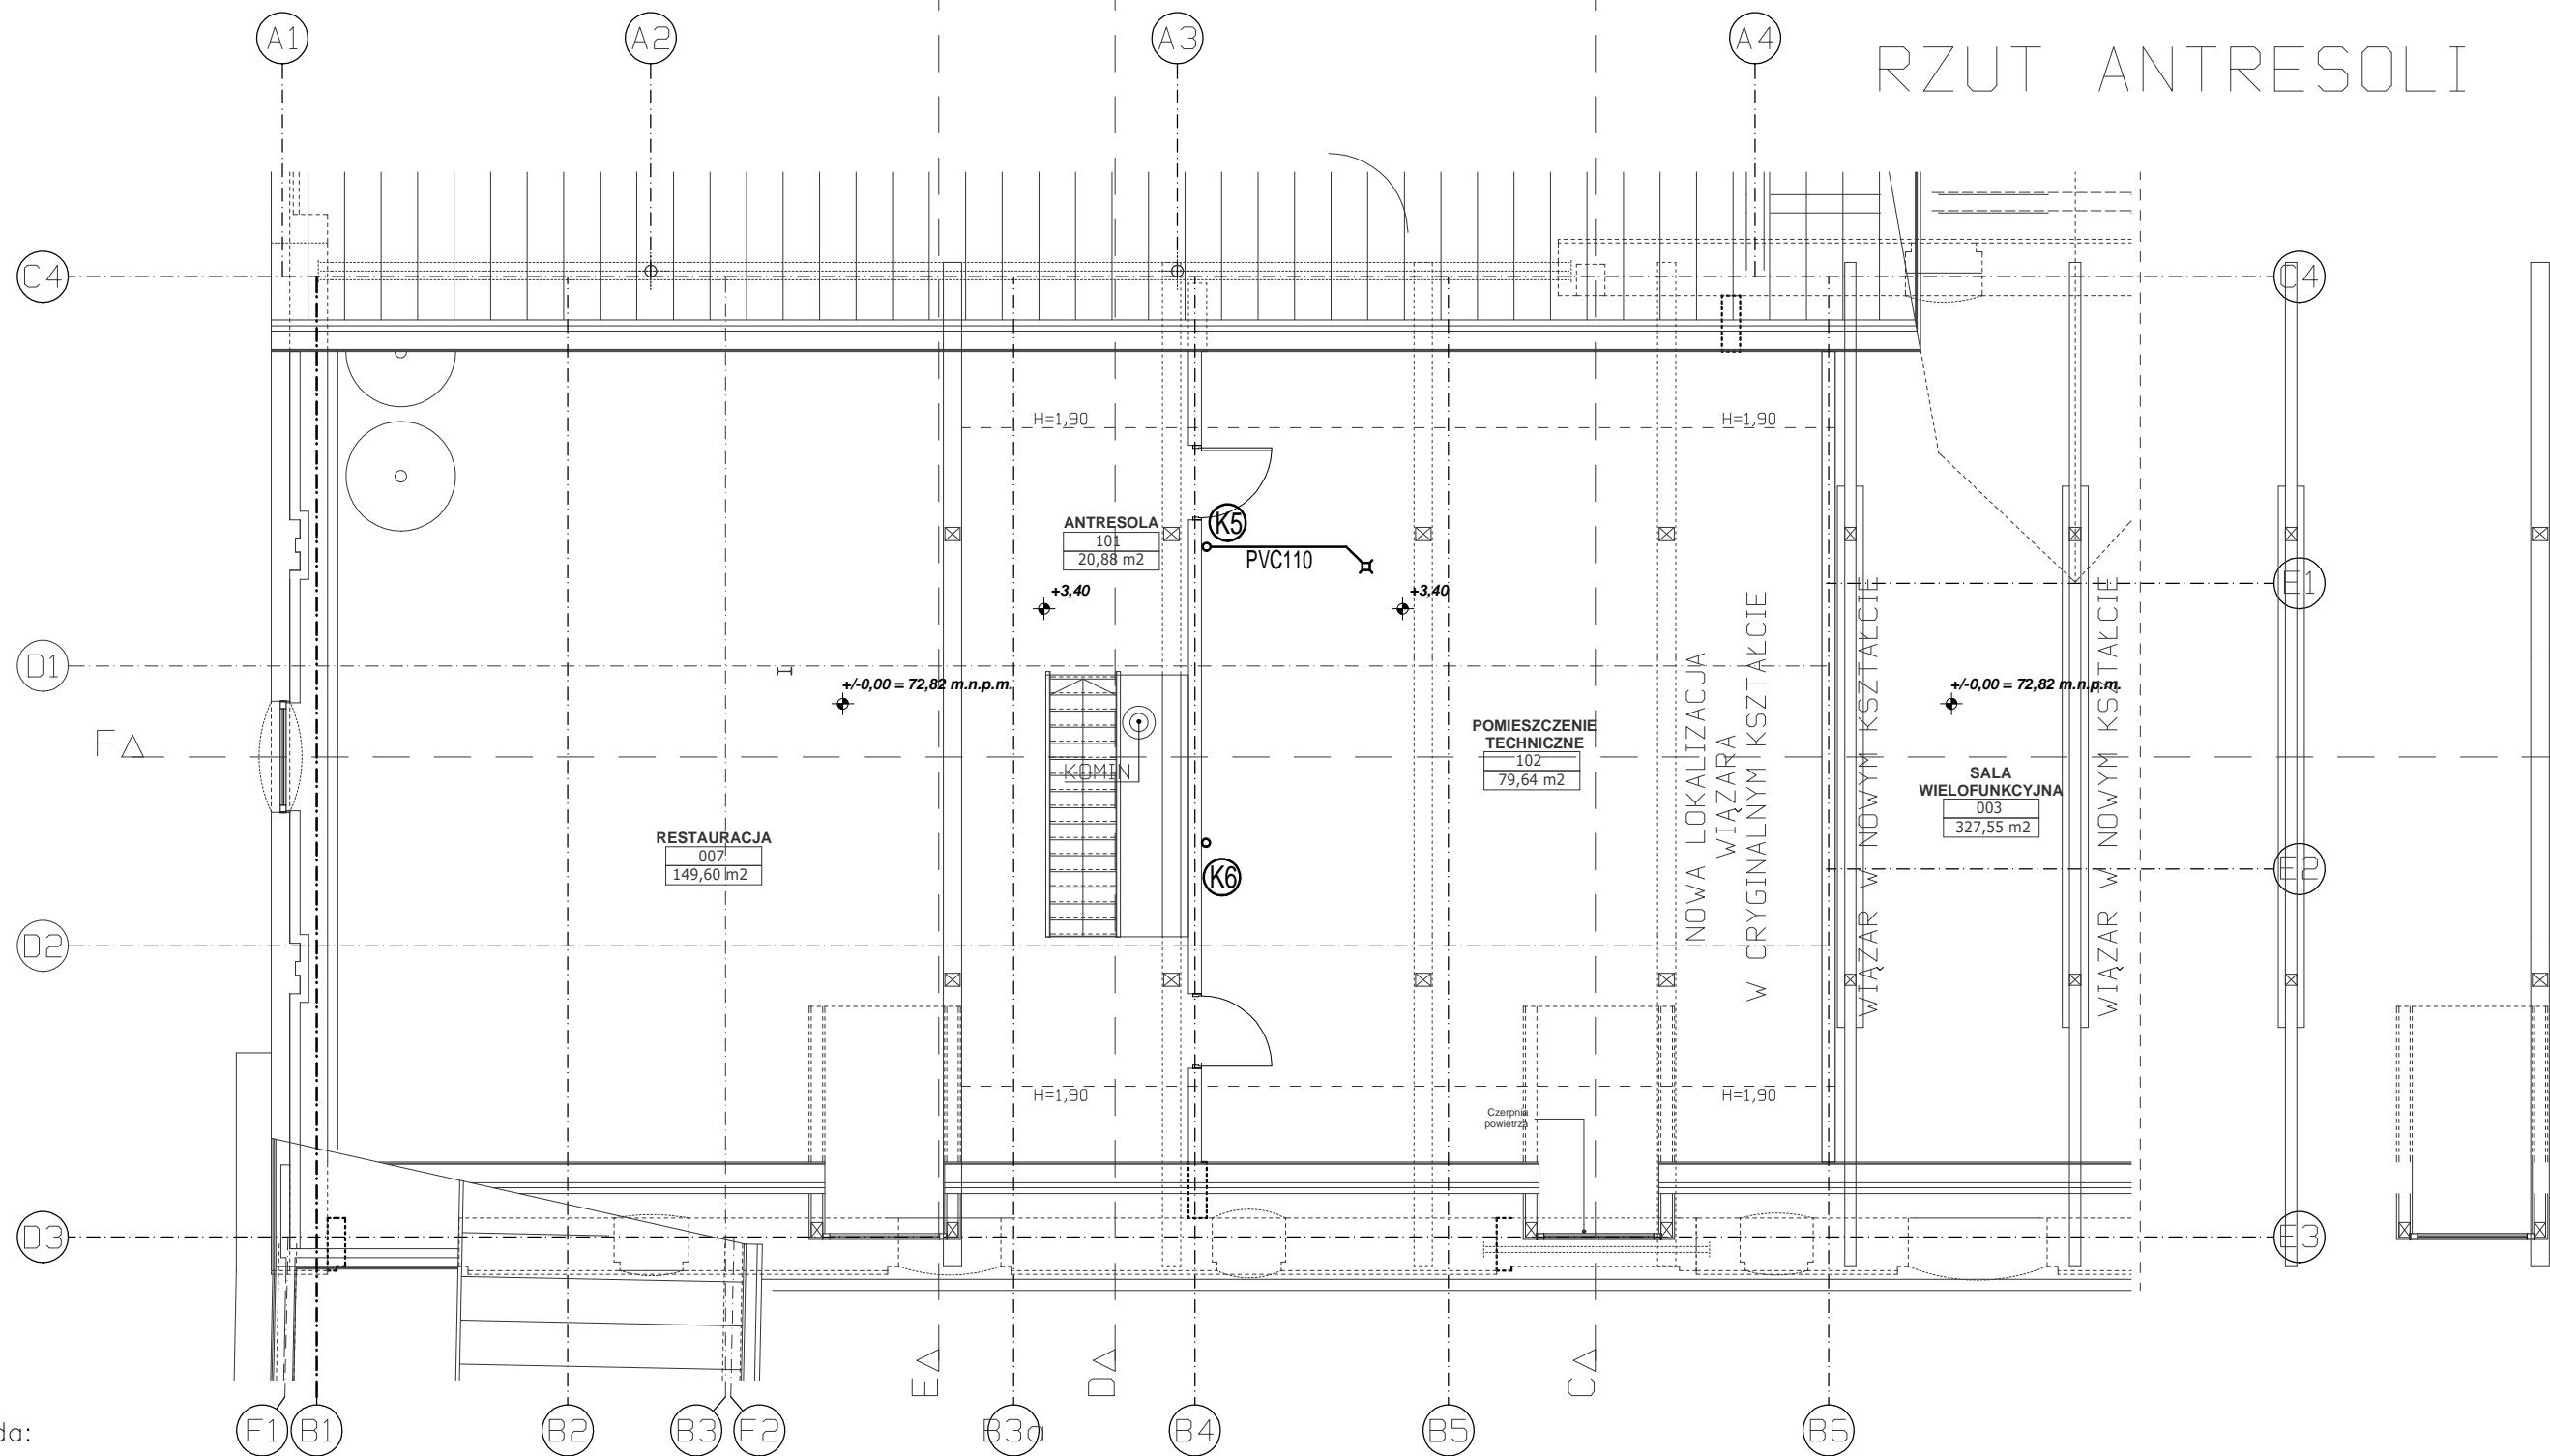 A1
A2
A3
A4
RZUT ANTRESOLI
C4
C4
H=1,90
H=1,90
ANTRESOLA
101
20,88 m2
K5
PVC110
+3,40
+3,40
E1
D1
+/-0,00 = 72,82 m.n.p.m.
+/-0,00 = 72,82 m.n.p.m.
F
KOMIN
POMIESZCZENIE
TECHNICZNE
102
79,64 m2
NOWA LOKALIZACJA
WIĄZARA
W ORYGINALNYM KSZTAŁCIE
WIĄZAR W NOWYM KSZTAŁCIE
WIĄZAR W NOWYM KSZTAŁCIE
SALA
WIELOFUNKCYJNA
003
327,55 m2
RESTAURACJA
007
149,60 m2
K6
E2
D2
H=1,90
H=1,90
Czerpnia
powietrza
D3
E3
E
D
C
F1
B1
B2
B3
F2
B3a
B4
B5
B6
da: